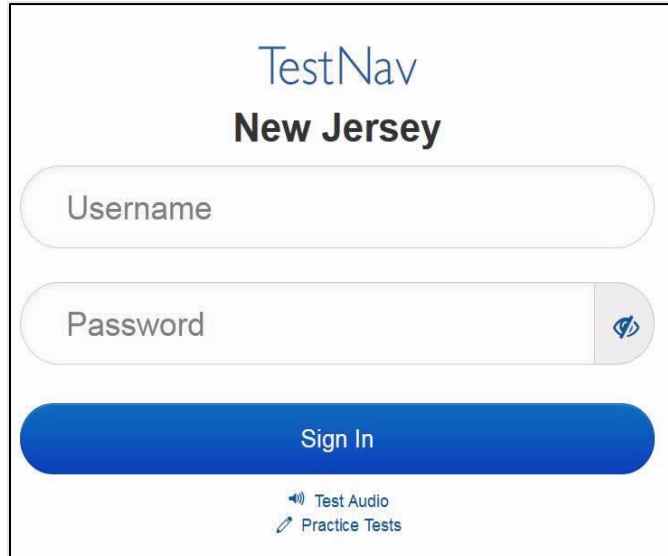 TestNav
New Jersey
Username
Password
Sign In
Test Audio
Practice Tests